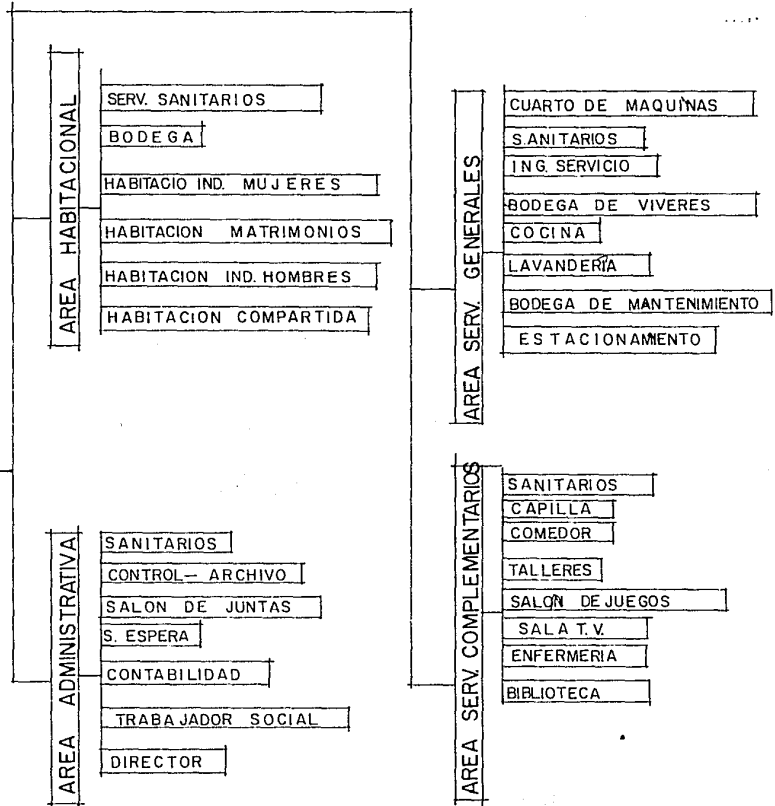 AREA HABITACIONAL
SERV. SANITARIOS
BODEGA
HABITACIO IND. MUJERES
HABITACION MATRIMONIOS
HABITACION IND. HOMBRES
HABITACION COMPARTIDA
AREA SERV. GENERALES
CUARTO DE MAQUINAS
SANITARIOS
ING. SERVICIO
BODEGA DE VIVERES
COCINA
LAVANDERIA
BODEGA DE MANTENIMIENTO
ESTACIONAMIENTO
AREA ADMINISTRATIVA
SANITARIOS
CONTROL- ARCHIVO
SALON DE JUNTAS
S. ESPERA
CONTABILIDAD
TRABAJADOR SOCIAL
DIRECTOR
AREA SERV. COMPLEMENTARIOS
SANITARIOS
CAPILLA
COMEDOR
TALLERES
SALON DE JUEGOS
SALA T.V.
ENFERMERIA
BIBLIOTECA